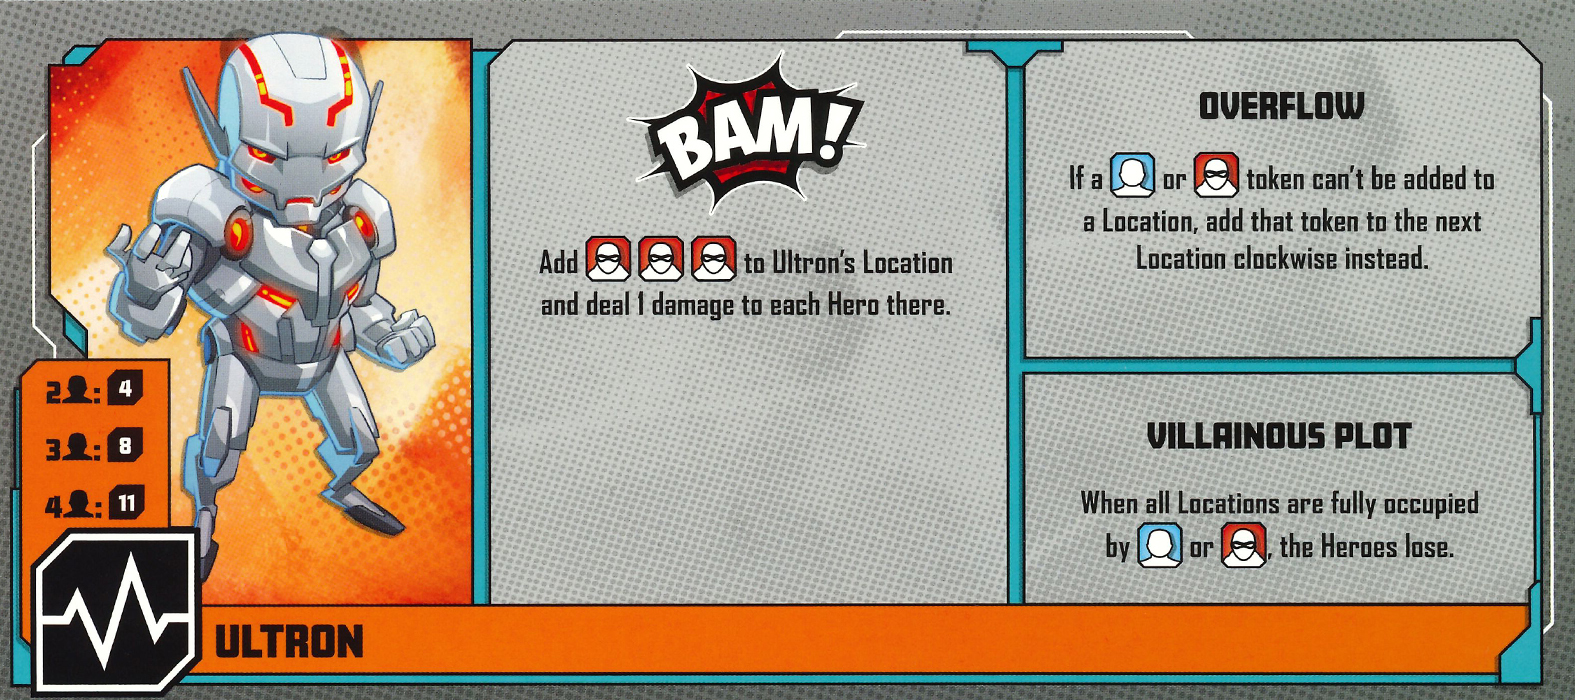 BAM!
Add to Ultron's Location
and deal 1 damage to each Hero there.
OVERFLOW
If a or token can't be added to
a Location, add that token to the next
Location clockwise instead.
VILLAINOUS PLOT
When all Locations are fully occupied
by or , the Heroes lose.
2 : 4
3 : 8
4 : 11
ULTRON